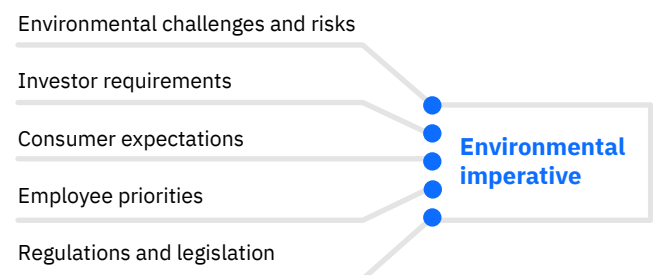 Environmental challenges and risks
Investor requirements
Consumer expectations
Employee priorities
Regulations and legislation
Environmental
imperative